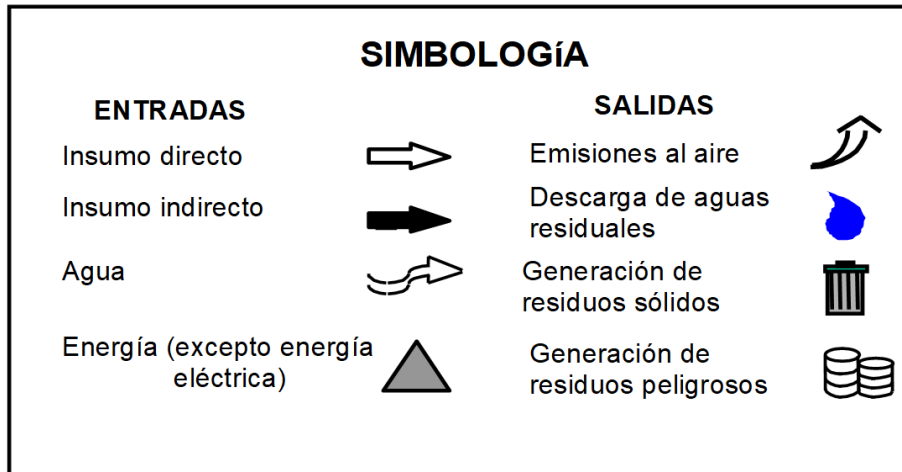 SIMBOLOGíA
ENTRADAS
Insumo directo
Insumo indirecto
Agua
Energía (excepto energía
eléctrica)
SALIDAS
Emisiones al aire
Descarga de aguas
residuales
Generación de
residuos sólidos
Generación de
residuos peligrosos